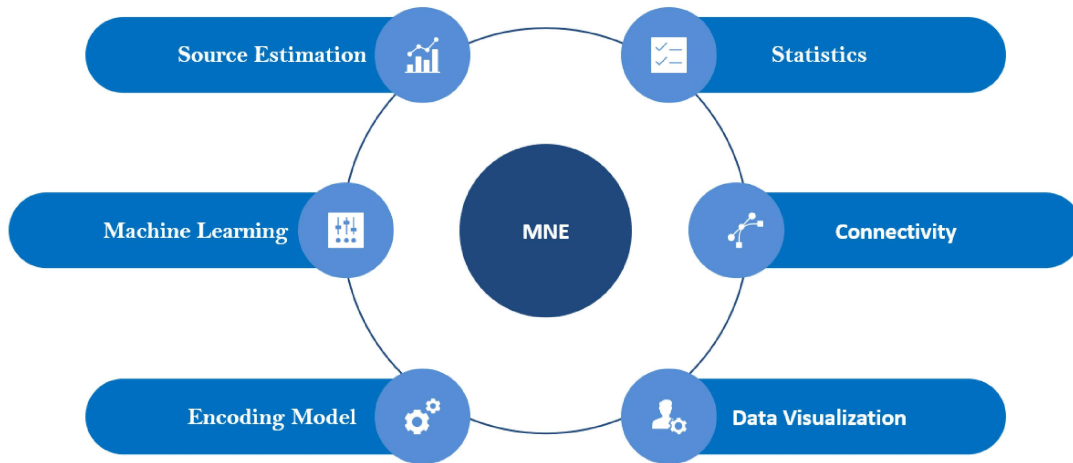 Source Estimation
Statistics
Machine Learning
MNE
Connectivity
Encoding Model
Data Visualization